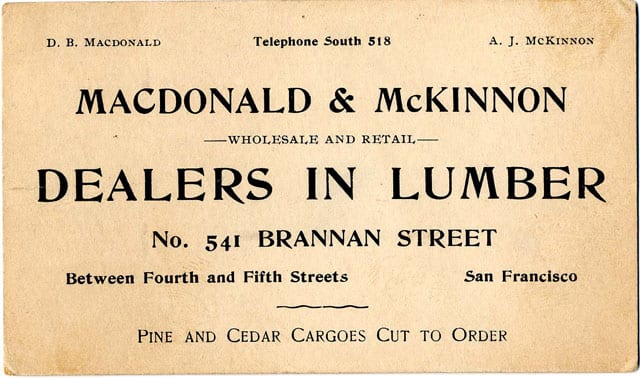 D. B. MACDONALD Telephone South 518 A. J. MCKINNON
MACDONALD & McKINNON
—WHOLESALE AND RETAIL—
DEALERS IN LUMBER
No. 541 BRANNAN STREET
Between Fourth and Fifth Streets San Francisco
PINE AND CEDAR CARGOES CUT TO ORDER